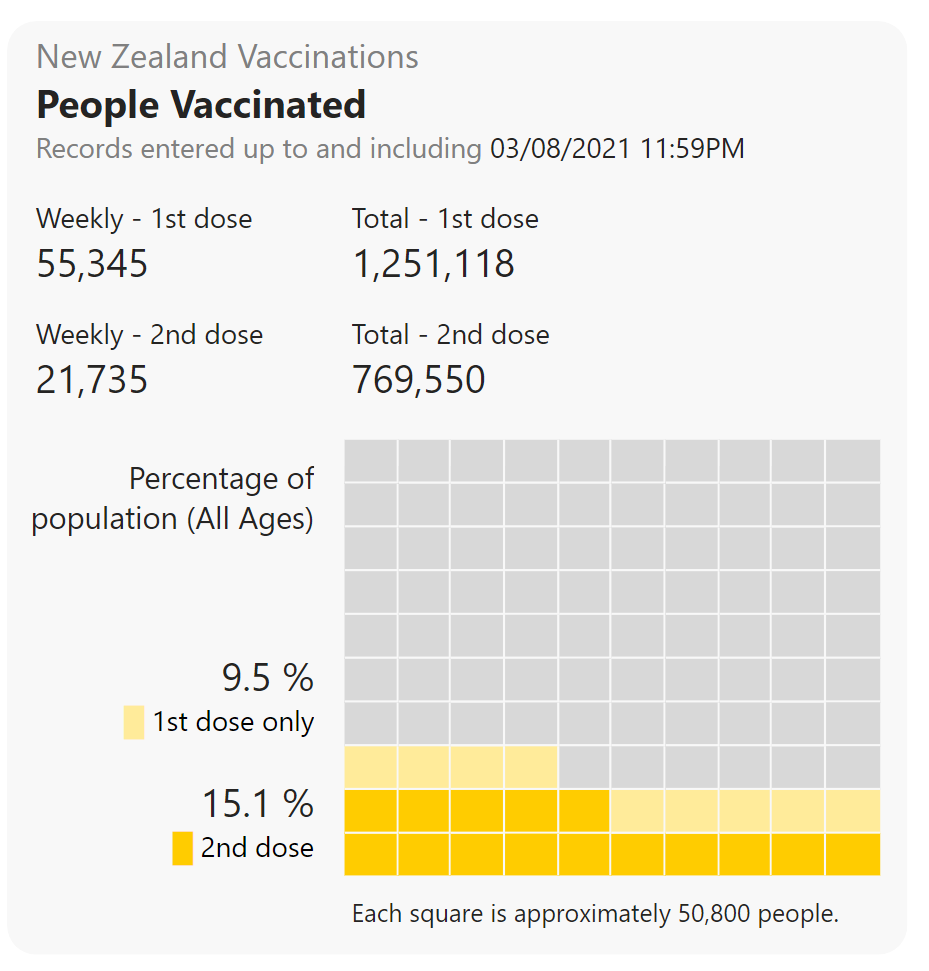 New Zealand Vaccinations
People Vaccinated
Records entered up to and including 03/08/2021 11:59PM
Weekly - 1st dose
Total - 1st dose
55,345
1,251,118
Weekly - 2nd dose
Total - 2nd dose
21,735
769,550
Percentage of
population (All Ages)
9.5 %
1st dose only
15.1 %
2nd dose
Each square is approximately 50,800 people.